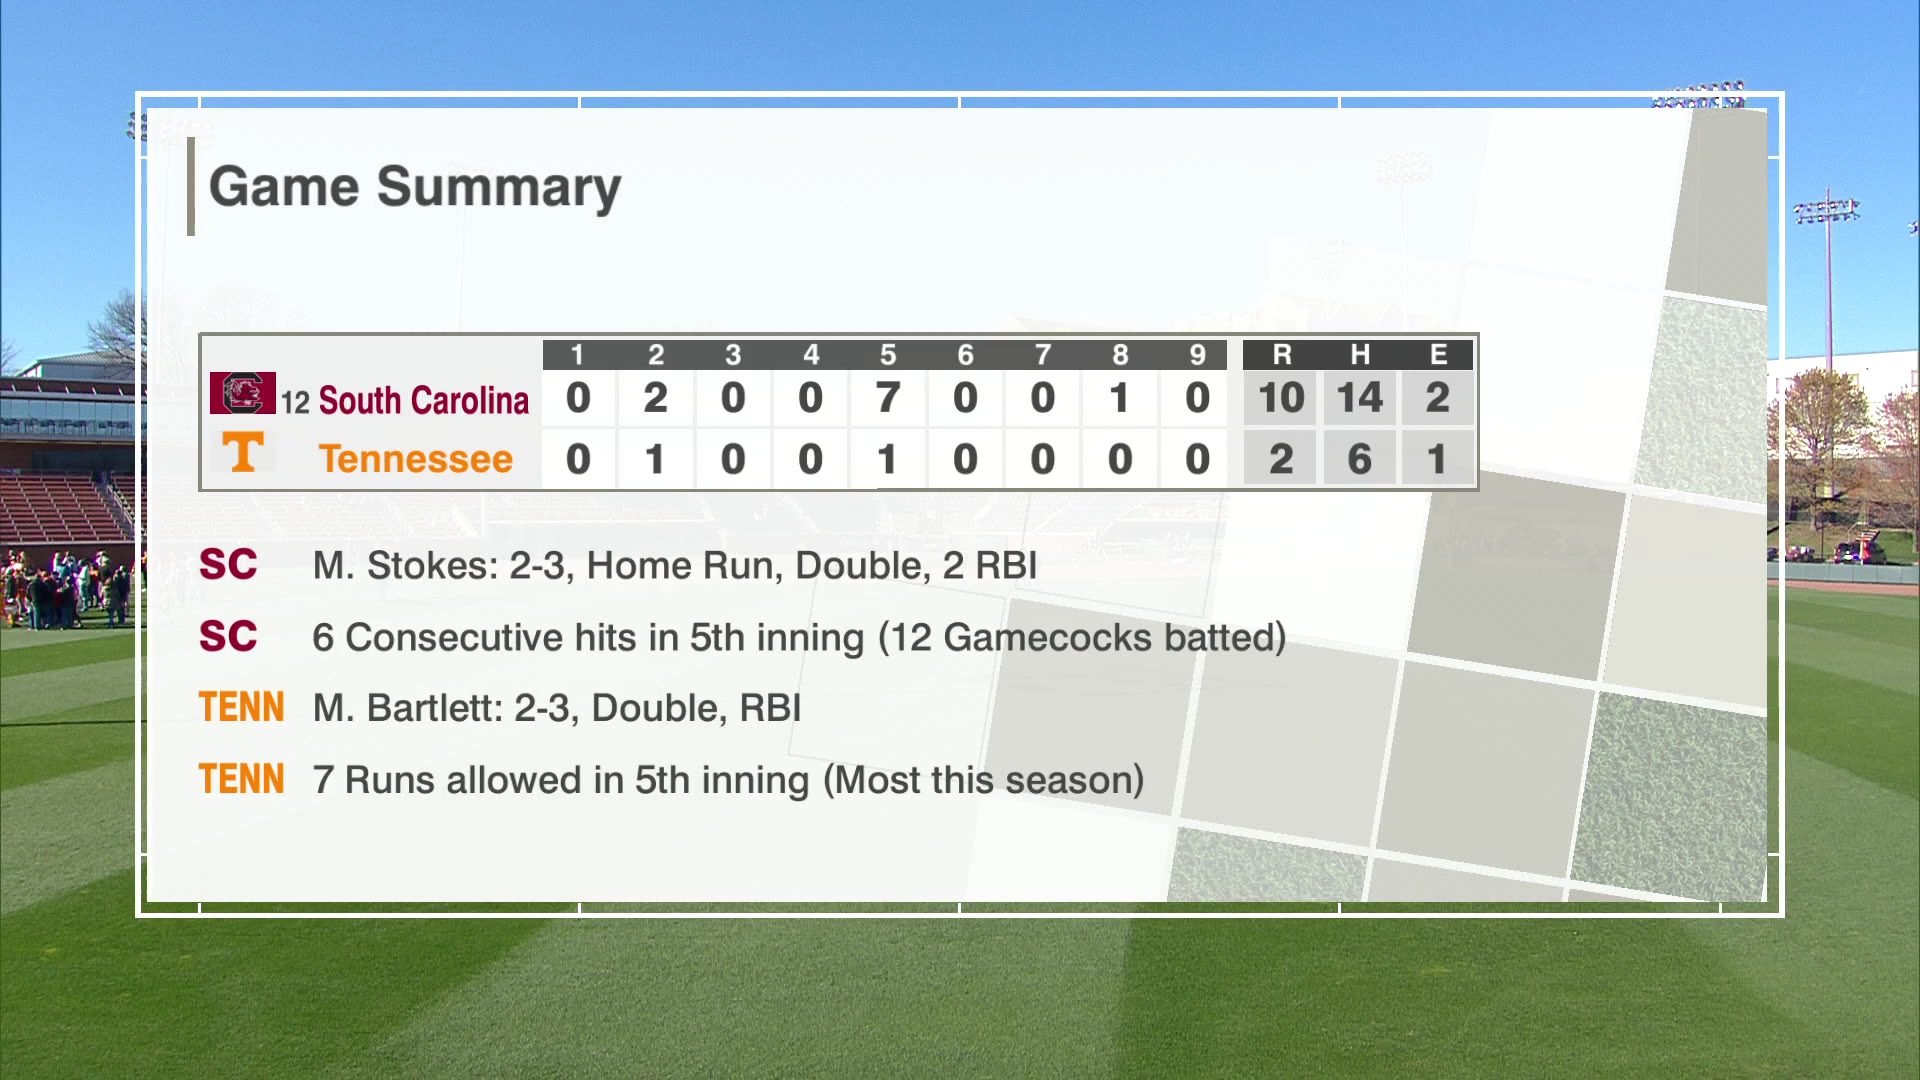 Game Summary
1 2 3 4 5 6 7 8 9 R H E
12 South Carolina 0 2 0 0 7 0 0 1 0 10 14 2
T Tennessee 0 1 0 0 1 0 0 0 0 2 6 1
SC M. Stokes: 2-3, Home Run, Double, 2 RBI
SC 6 Consecutive hits in 5th inning (12 Gamecocks batted)
TENN M. Bartlett: 2-3, Double, RBI
TENN 7 Runs allowed in 5th inning (Most this season)